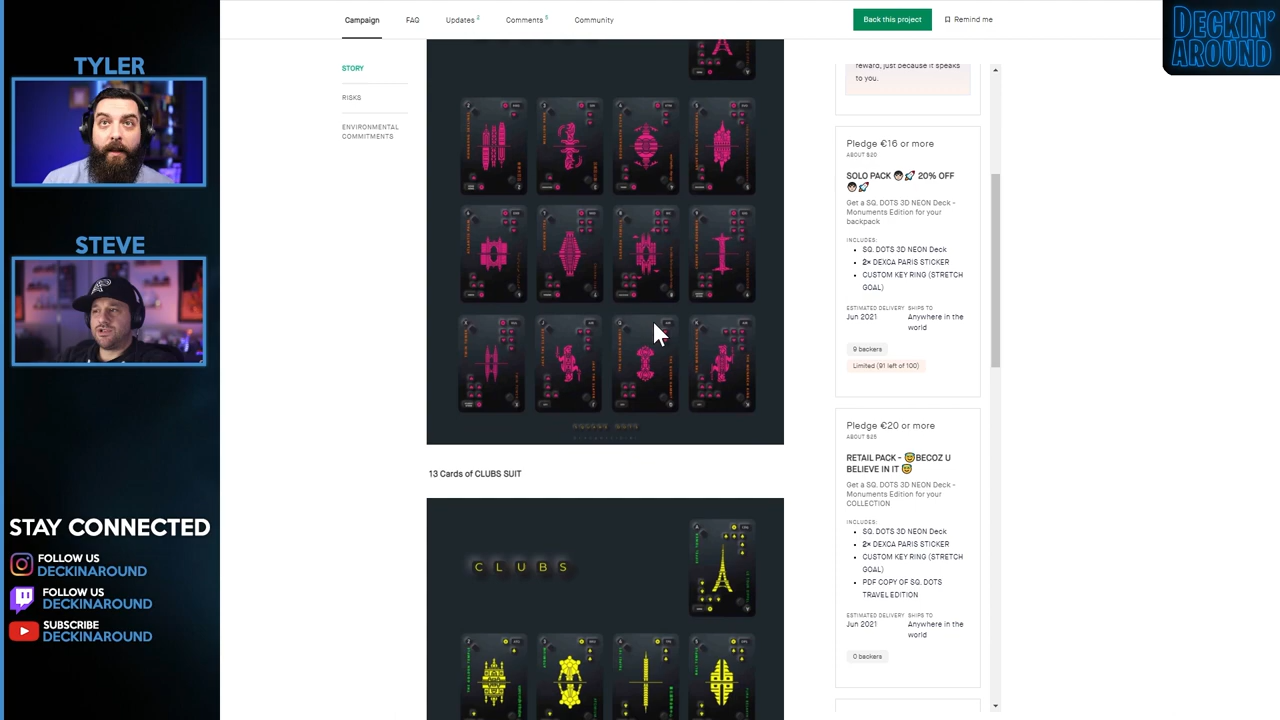 Campaign
FAQ
Updates 2
Comments 6
Community
Back this project
Remind me
DECKIN'
AROUND
TYLER
STEVE
STAY CONNECTED
FOLLOW US
DECKINAROUND
FOLLOW US
DECKINAROUND
SUBSCRIBE
DECKINAROUND
STORY
RISKS
ENVIRONMENTAL
COMMITMENTS
13 Cards of CLUBS SUIT
CLUBS
reward, just because it speaks
to you.
Pledge €16 or more
ABOUT $20
SOLO PACK 👦🏻🚀 20% OFF
👦🏻🚀
Get a SQ. DOTS 3D NEON Deck -
Monuments Edition for your
backpack
INCLUDES:
• SQ. DOTS 3D NEON Deck
• 2× DEXCA PARIS STICKER
• CUSTOM KEY RING (STRETCH
GOAL)
ESTIMATED DELIVERY SHIPS TO
Jun 2021 Anywhere in the
world
9 backers
Limited (91 left of 100)
Pledge €20 or more
ABOUT $25
RETAIL PACK - 😇BECOZ U
BELIEVE IN IT 😇
Get a SQ. DOTS 3D NEON Deck -
Monuments Edition for your
COLLECTION
INCLUDES:
• SQ. DOTS 3D NEON Deck
• 2× DEXCA PARIS STICKER
• CUSTOM KEY RING (STRETCH
GOAL)
• PDF COPY OF SQ. DOTS
TRAVEL EDITION
ESTIMATED DELIVERY SHIPS TO
Jun 2021 Anywhere in the
world
0 backers